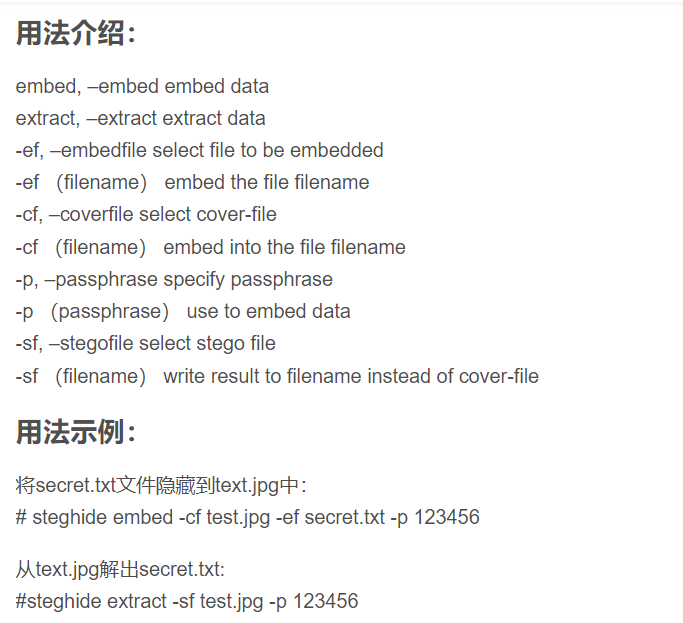 用法介绍：
embed, –embed embed data
extract, –extract extract data
-ef, –embedfile select file to be embedded
-ef （filename） embed the file filename
-cf, –coverfile select cover-file
-cf （filename） embed into the file filename
-p, –passphrase specify passphrase
-p （passphrase） use to embed data
-sf, –stegofile select stego file
-sf （filename） write result to filename instead of cover-file
用法示例：
将secret.txt文件隐藏到text.jpg中：
# steghide embed -cf test.jpg -ef secret.txt -p 123456
从text.jpg解出secret.txt:
#steghide extract -sf test.jpg -p 123456